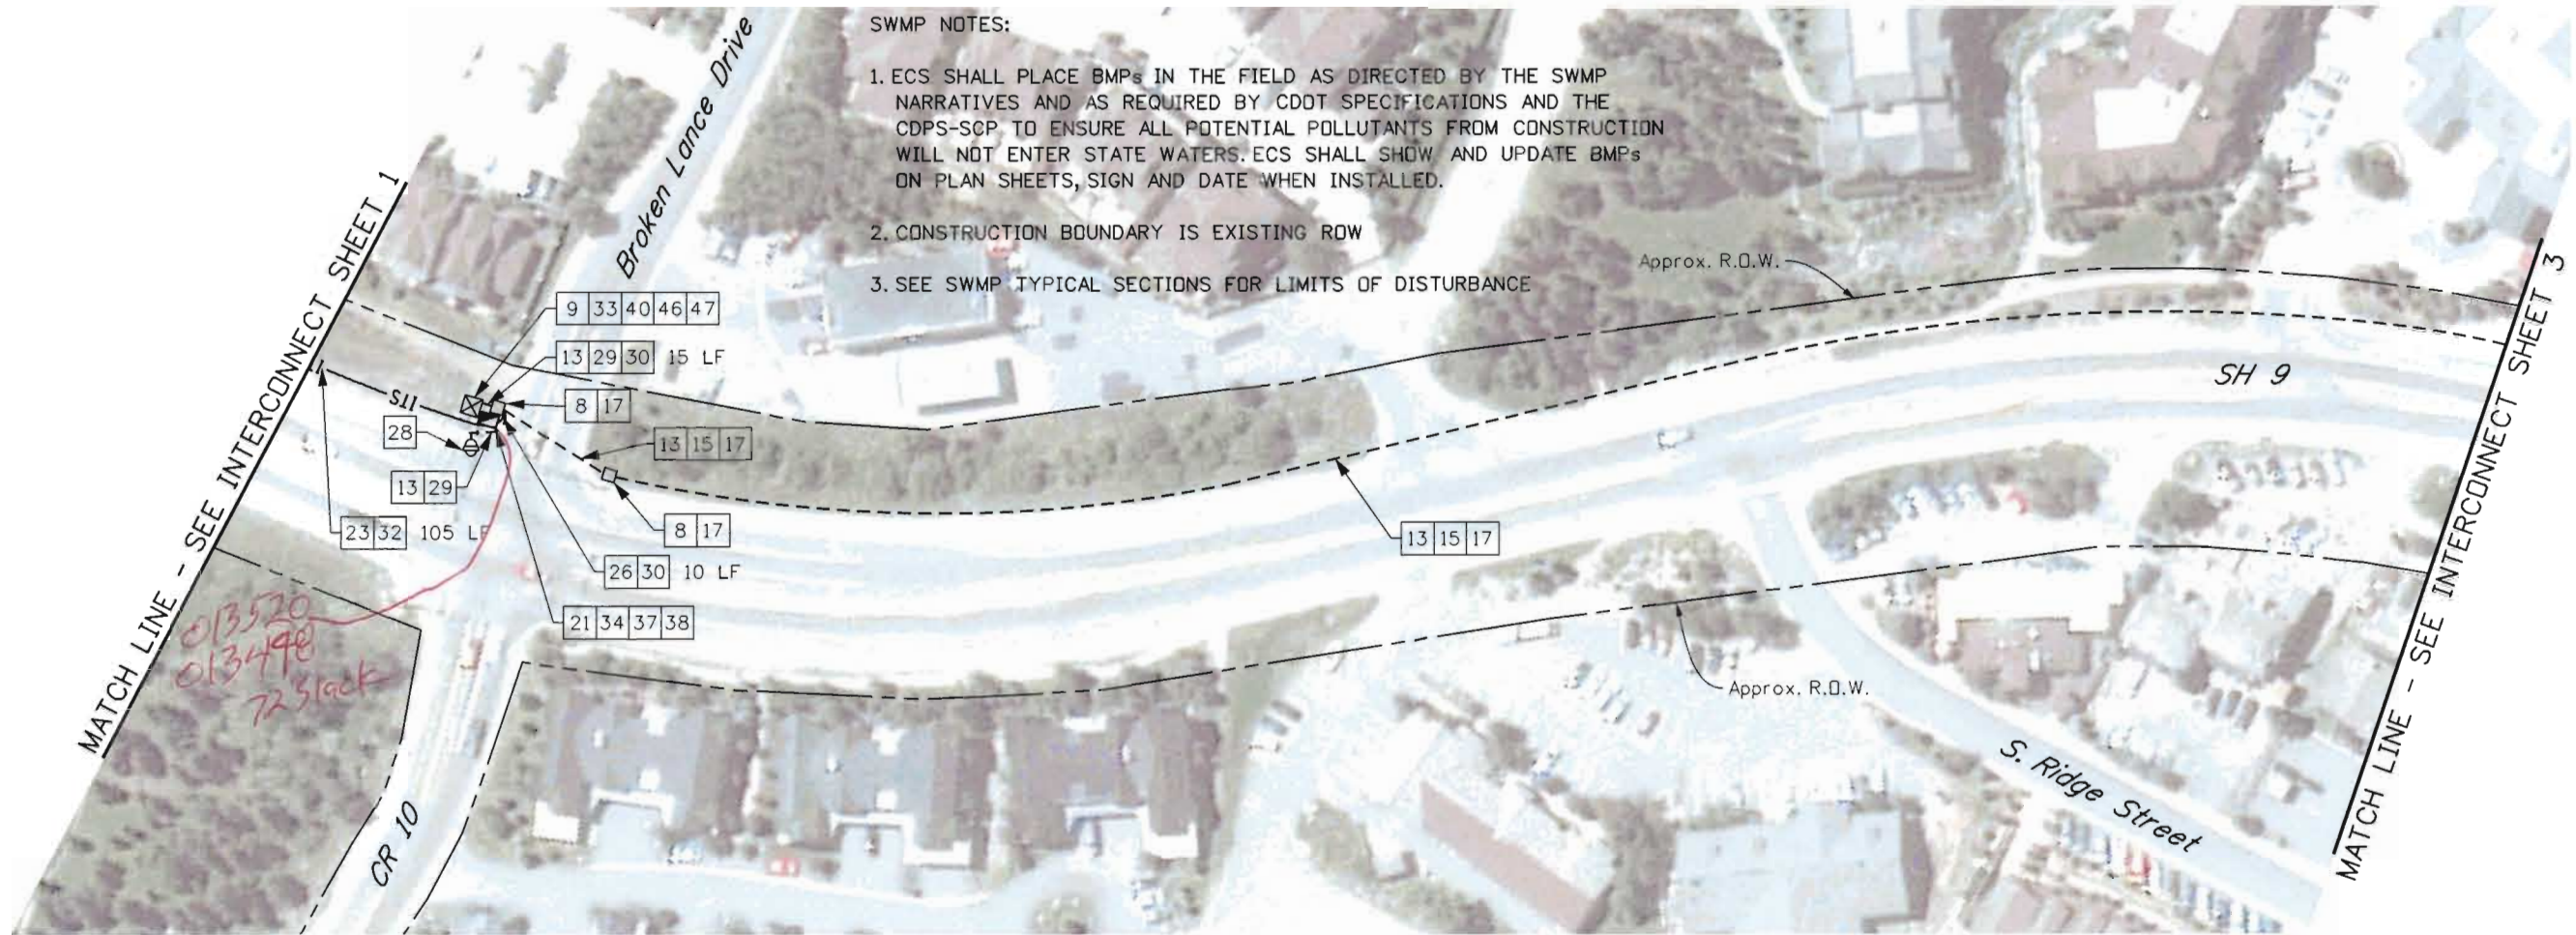 SWMP NOTES:
1. ECS SHALL PLACE BMPs IN THE FIELD AS DIRECTED BY THE SWMP
NARRATIVES AND AS REQUIRED BY CDOT SPECIFICATIONS AND THE
CDPS-SCP TO ENSURE ALL POTENTIAL POLLUTANTS FROM CONSTRUCTION
WILL NOT ENTER STATE WATERS. ECS SHALL SHOW AND UPDATE BMPs
ON PLAN SHEETS, SIGN AND DATE WHEN INSTALLED.
2. CONSTRUCTION BOUNDARY IS EXISTING ROW
3. SEE SWMP TYPICAL SECTIONS FOR LIMITS OF DISTURBANCE
Broken Lance Drive
MATCH LINE - SEE INTERCONNECT SHEET 1
Approx. R.O.W.
9 33 40 46 47
13 29 30 15 LF
8 17
ITS
28
13 15 17
13 29
23 32 105 LF
8 17
26 30 10 LF
21 34 37 38
13 15 17
SH 9
013520
013498
72 slack
Approx. R.O.W.
CR 10
S. Ridge Street
MATCH LINE - SEE INTERCONNECT SHEET 3